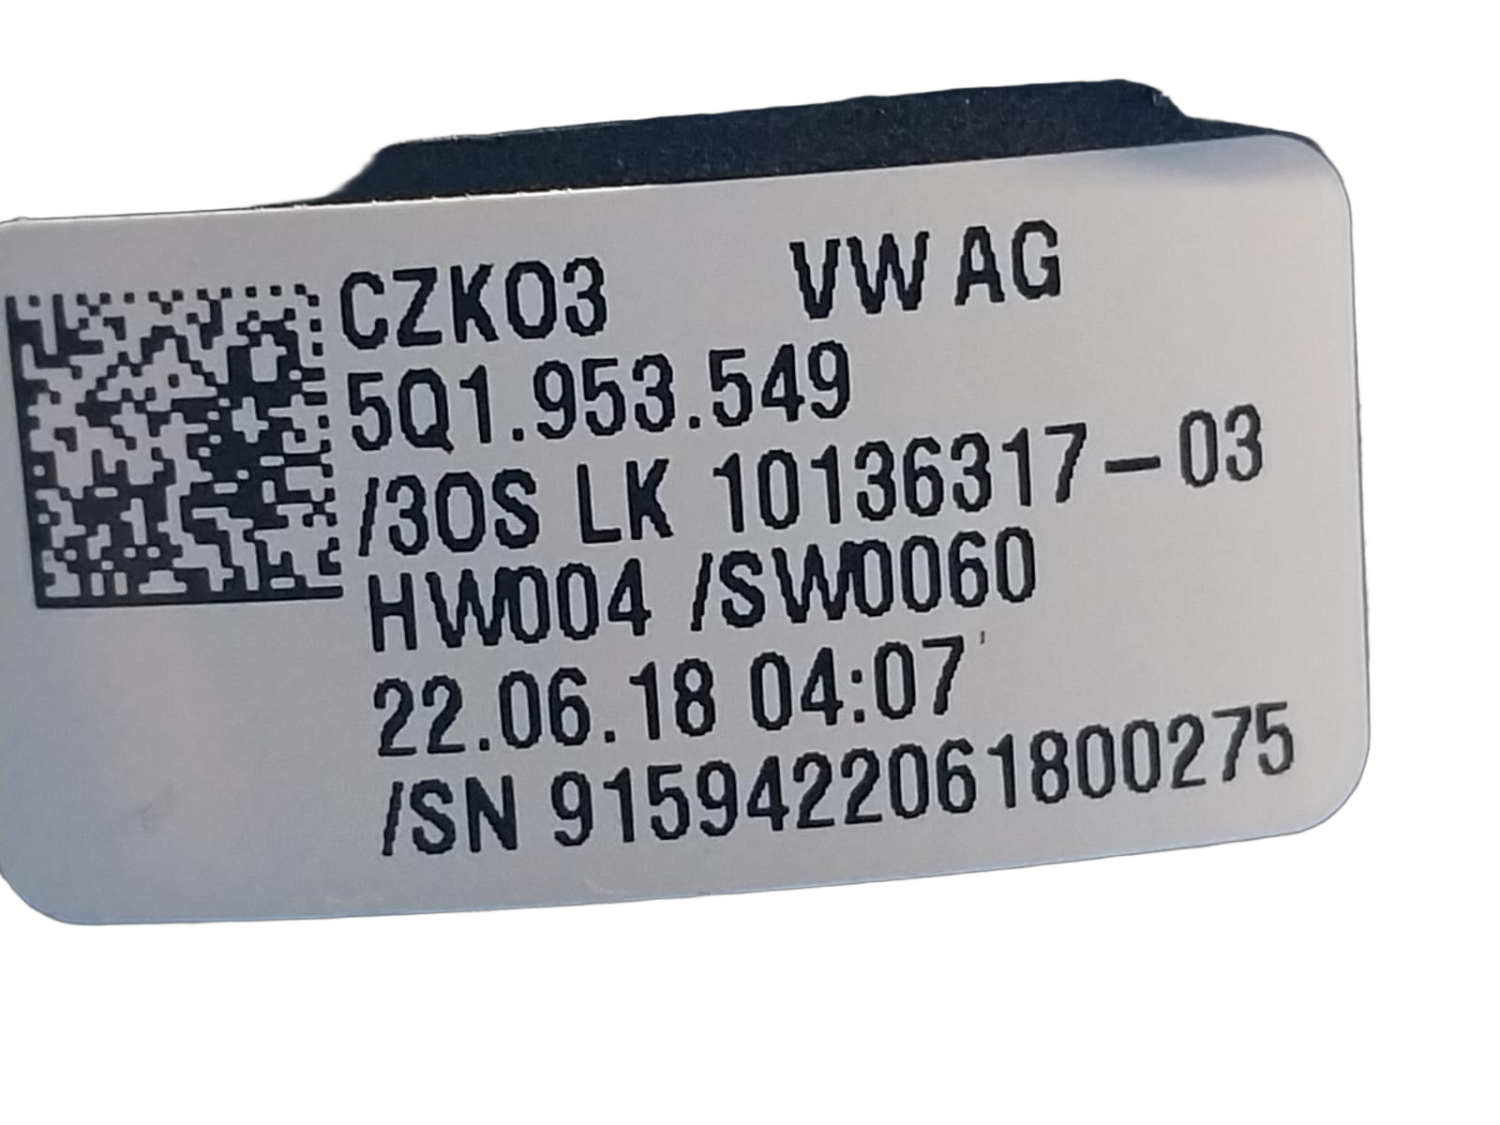 CZK03 VW AG
5Q1.953.549
/30S LK 10136317-03
HW004 /SW0060
22.06.18 04:07
/SN 9159422061800275